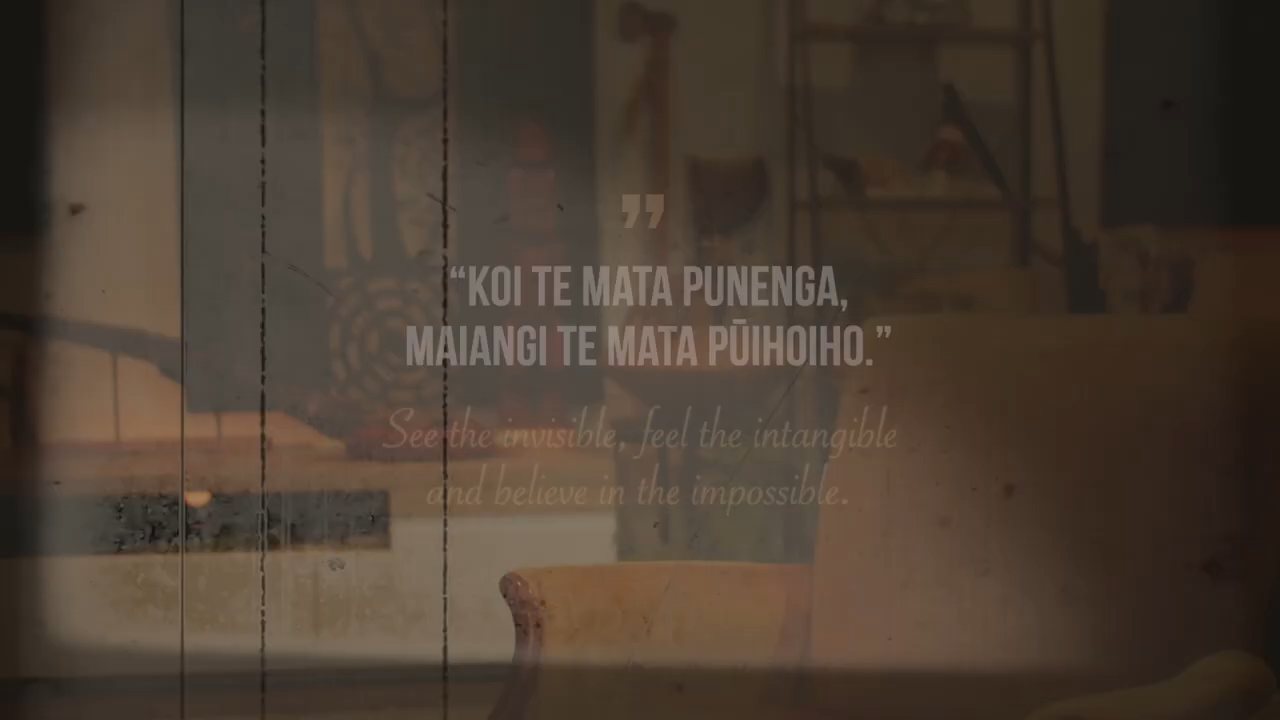 ”
“KOI TE MATA PUNENGA,
MAIANGI TE MATA PŪIHOIHO.”
See the invisible, feel the intangible
and believe in the impossible.